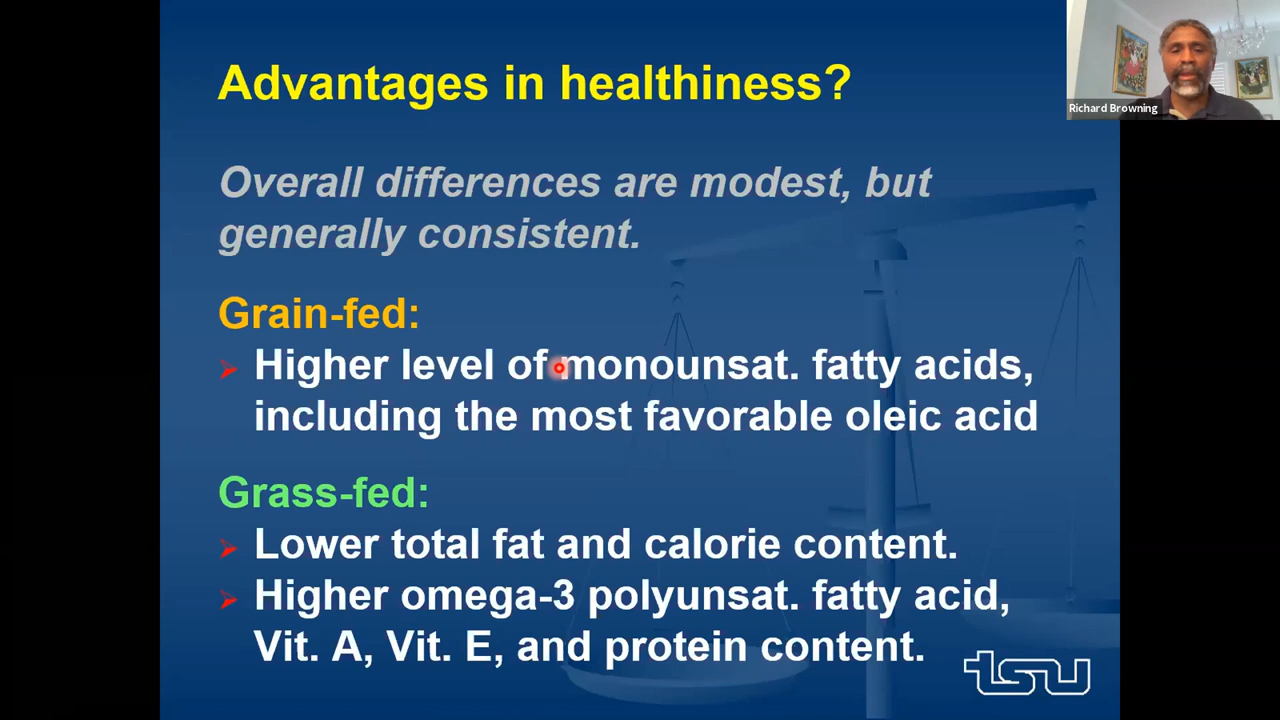 Advantages in healthiness?
Richard Browning
Overall differences are modest, but
generally consistent.
Grain-fed:
Higher level of monounsat. fatty acids,
including the most favorable oleic acid
Grass-fed:
Lower total fat and calorie content.
Higher omega-3 polyunsat. fatty acid,
Vit. A, Vit. E, and protein content.
tsu